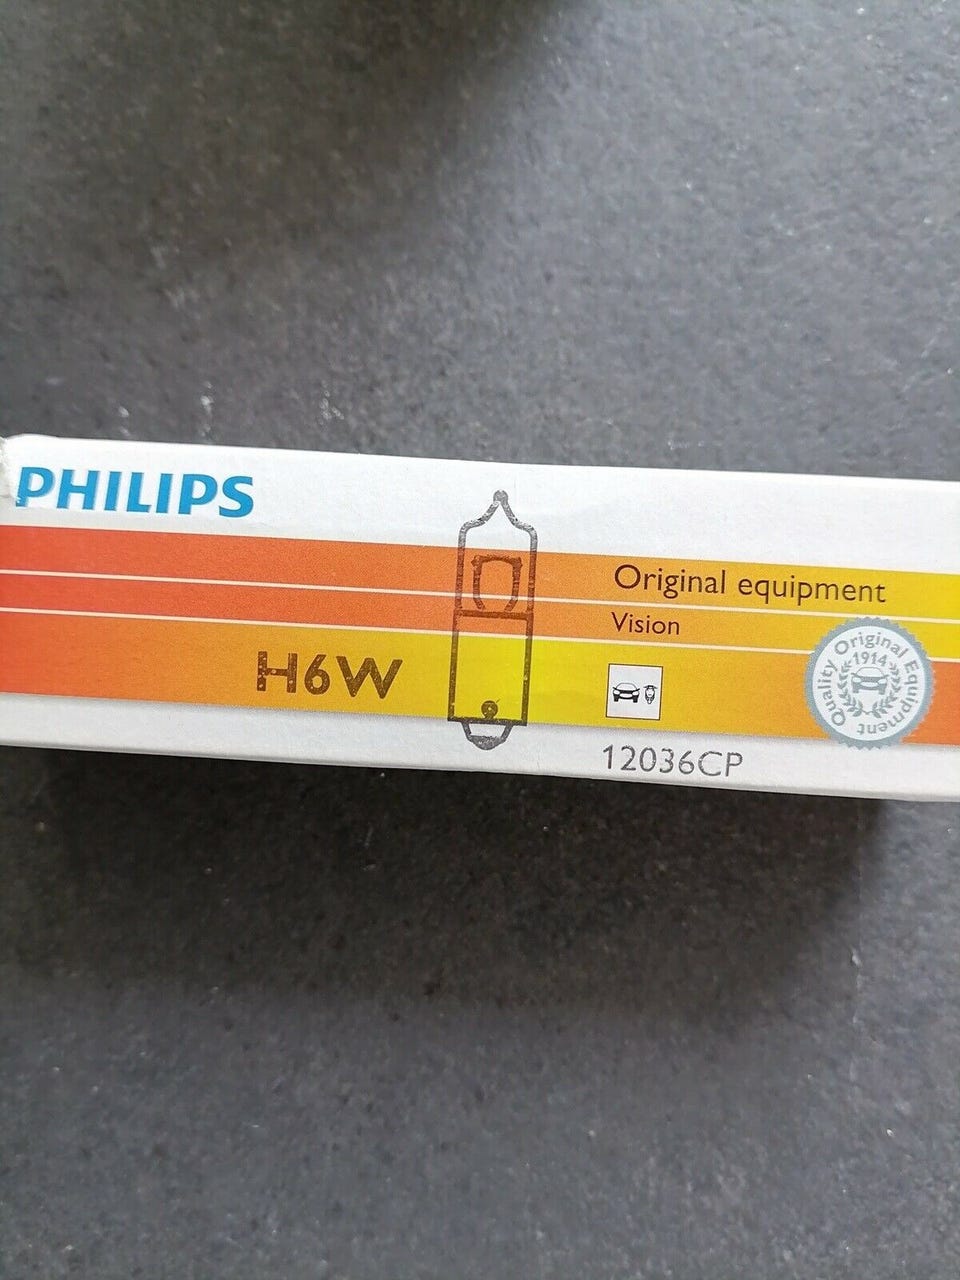 PHILIPS
Original equipment
Vision
H6W
12036CP
Quality Original Equipment
1914